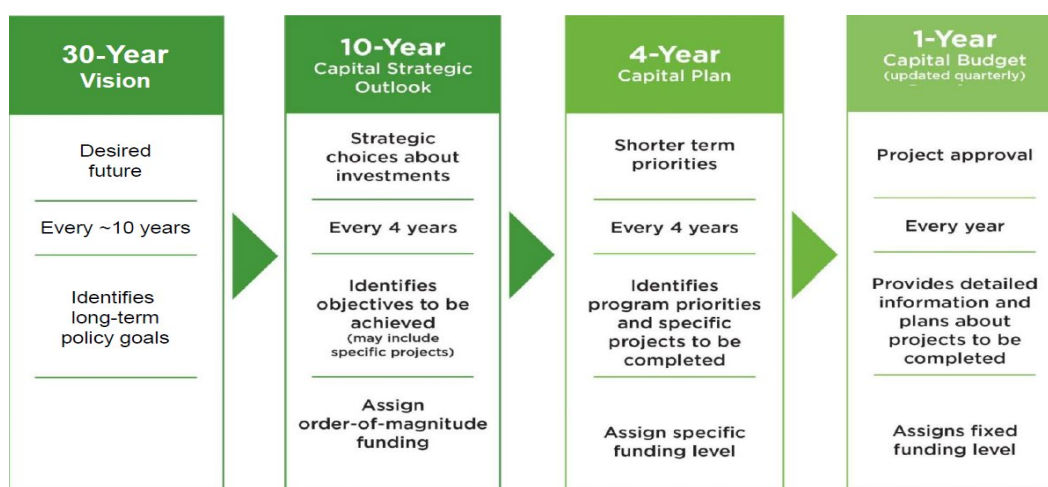 30-Year
Vision
Desired
future
Every ~10 years
Identifies
long-term
policy goals
10-Year
Capital Strategic
Outlook
Strategic
choices about
investments
Every 4 years
Identifies
objectives to be
achieved
(may include
specific projects)
Assign
order-of-magnitude
funding
4-Year
Capital Plan
Shorter term
priorities
Every 4 years
Identifies
program priorities
and specific
projects to be
completed
Assign specific
funding level
1-Year
Capital Budget
(updated quarterly)
Project approval
Every year
Provides detailed
information and
plans about
projects to be
completed
Assigns fixed
funding level